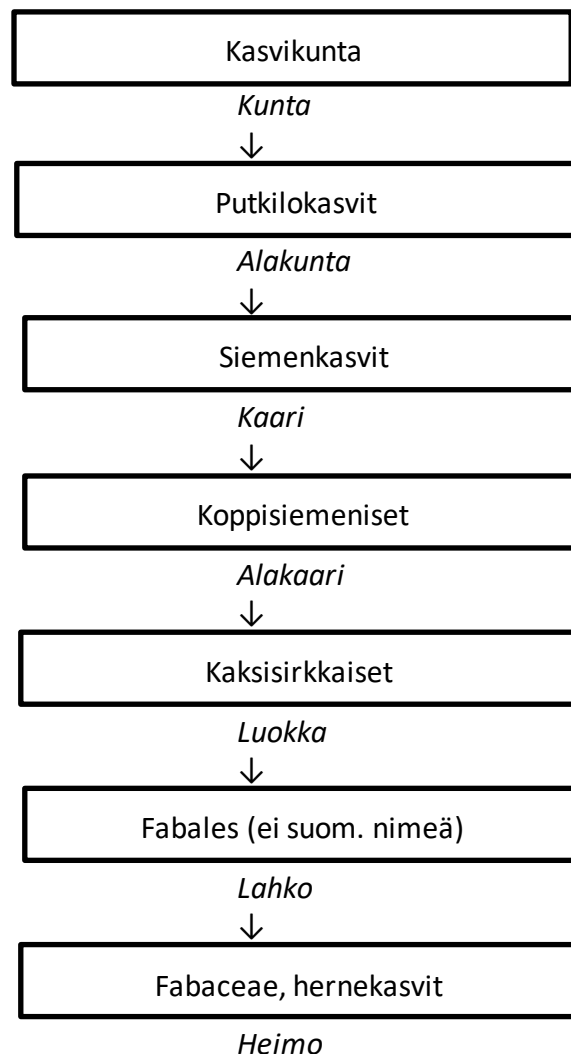 Kasvikunta
Kunta
↓
Putkilokasvit
Alakunta
↓
Siemenkasvit
Kaari
↓
Koppisiemeniset
Alakaari
↓
Kaksisirkkaiset
Luokka
↓
Fabales (ei suom. nimeä)
Lahko
↓
Fabaceae, hernekasvit
Heimo